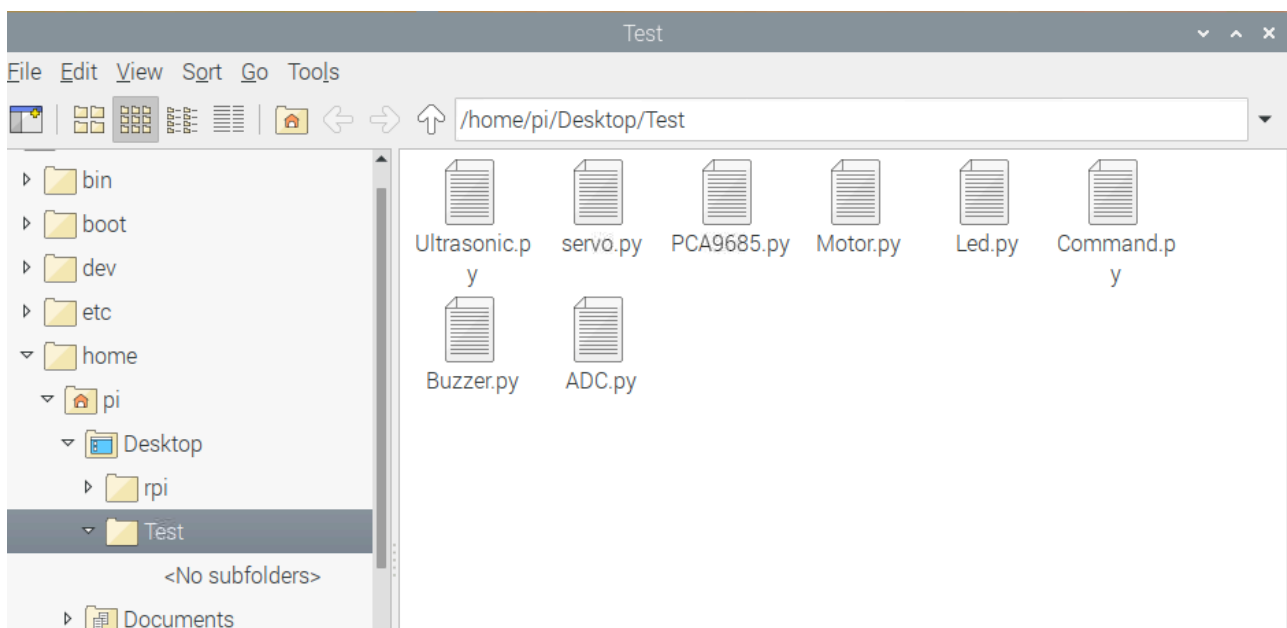 Test
File Edit View Sort Go Tools
/home/pi/Desktop/Test
bin
boot
dev
etc
home
pi
Desktop
rpi
Test
<No subfolders>
Documents
Ultrasonic.p
y
servo.py
PCA9685.py
Motor.py
Led.py
Command.p
y
Buzzer.py
ADC.py